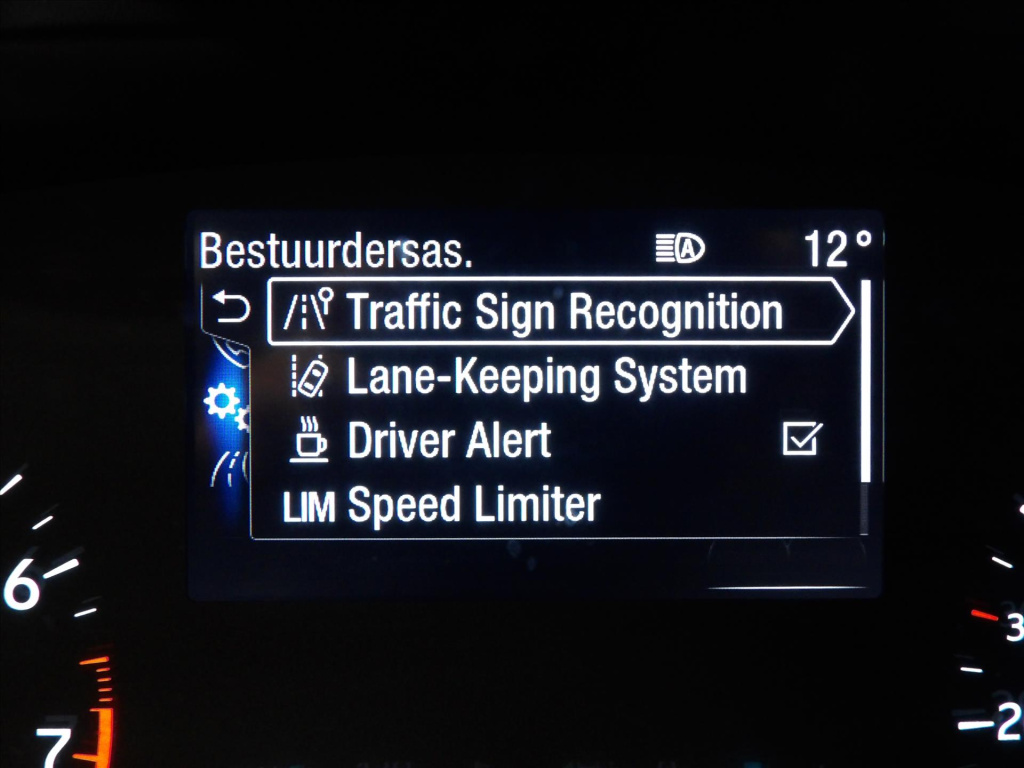 Bestuurdersas.
12°
Traffic Sign Recognition
Lane-Keeping System
Driver Alert
LIM Speed Limiter
6
7
3
2